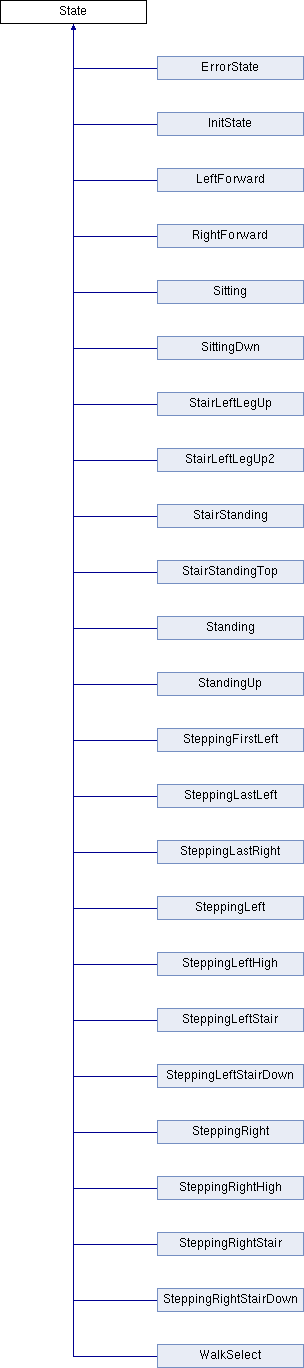 State
ErrorState
InitState
LeftForward
RightForward
Sitting
SittingDwn
StairLeftLegUp
StairLeftLegUp2
StairStanding
StairStandingTop
Standing
StandingUp
SteppingFirstLeft
SteppingLastLeft
SteppingLastRight
SteppingLeft
SteppingLeftHigh
SteppingLeftStair
SteppingLeftStairDown
SteppingRight
SteppingRightHigh
SteppingRightStair
SteppingRightStairDown
WalkSelect